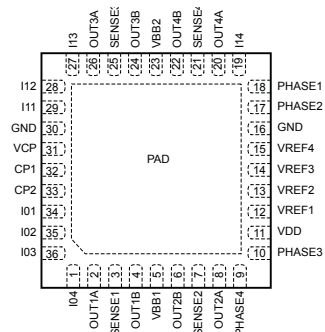 I13
OUT3A
SENSE3
OUT3B
VBB2
OUT4B
SENSE4
OUT4A
I14
27 26 25 24 23 22 21 20 19
I12 28
I11 29
GND 30
VCP 31
CP1 32
CP2 33
I01 34
I02 35
I03 36
PAD
18 PHASE1
17 PHASE2
16 GND
15 VREF4
14 VREF3
13 VREF2
12 VREF1
11 VDD
10 PHASE3
1 2 3 4 5 6 7 8 9
I04
OUT1A
SENSE1
OUT1B
VBB1
OUT2B
SENSE2
OUT2A
PHASE4